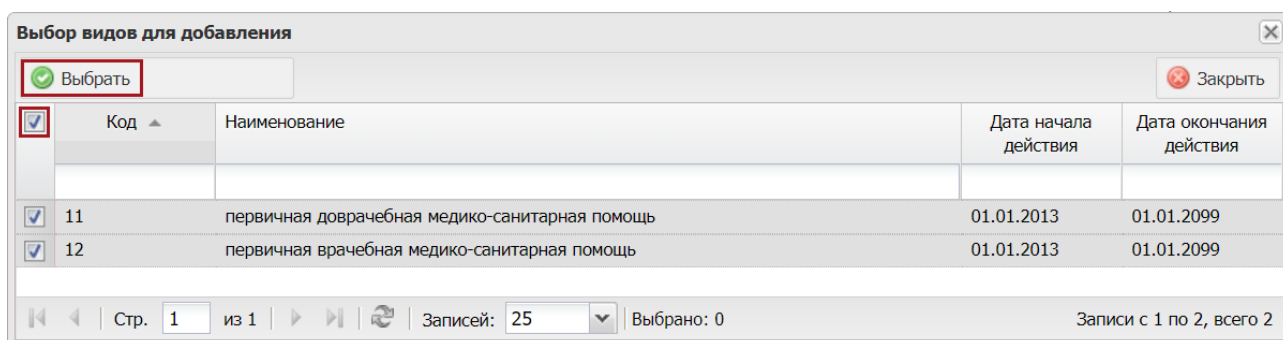 Выбор видов для добавления
Выбрать
Закрыть
Код Наименование Дата начала действия Дата окончания действия
11 первичная доврачебная медико-санитарная помощь 01.01.2013 01.01.2099
12 первичная врачебная медико-санитарная помощь 01.01.2013 01.01.2099
Стр. 1 из 1 Записей: 25 Выбрано: 0 Записи с 1 по 2, всего 2